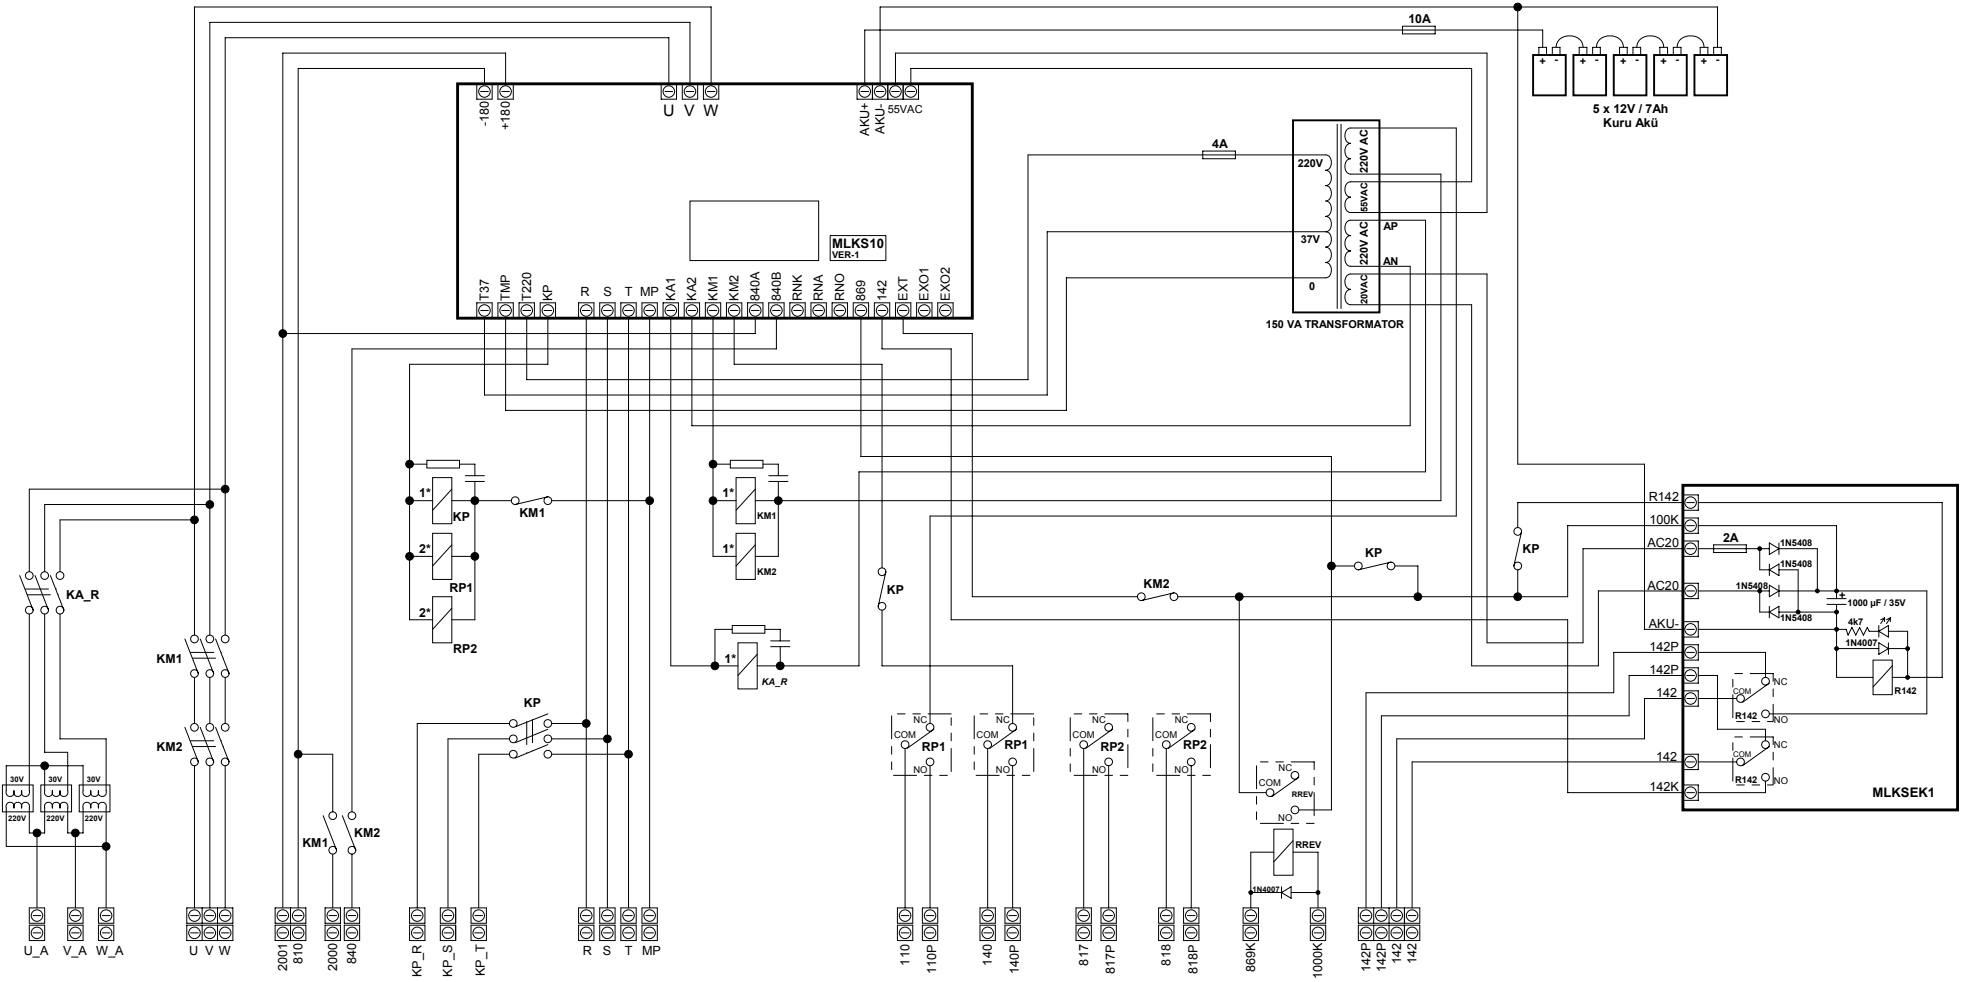 10A
+ - + - + - + - + -
5 x 12V / 7Ah
Kuru Akü
-180
+180
U V W
AKU+
AKU-
55VAC
MLKS10
VER-1
T37
TMP
T220
KP
R S T MP
KA1
KA2
KM1
KM2
840A
840B
RNK
RNA
RNO
869
142
EXT
EXO1
EXO2
4A
220V
37V
0
220V AC
55VAC
220V AC
20VAC
AP
AN
150 VA TRANSFORMATOR
1*
KP
2*
RP1
2*
RP2
KM1
1*
KM1
1*
KM2
1*
KA_R
KP
KM2
KP
KP
KA_R
KM1
KM2
30V 30V 30V
220V 220V 220V
KM1
KM2
KP
NC
COM
RP1
NO
NC
COM
RP1
NO
NC
COM
RP2
NO
NC
COM
RP2
NO
NC
COM
RREV
NO
RREV
1N4007
R142
100K
AC20
AC20
AKU-
142P
142P
142
142
142K
2A
1N5408
1N5408
1N5408
1N5408
+
1000 µF / 35V
4k7
1N4007
R142
NC
COM
R142
NO
NC
COM
R142
NO
MLKSEK1
U_A V_A W_A
U V W
2001
810
2000
840
KP_R
KP_S
KP_T
R S T MP
110
110P
140
140P
817
817P
818
818P
869K
1000K
142P
142P
142
142